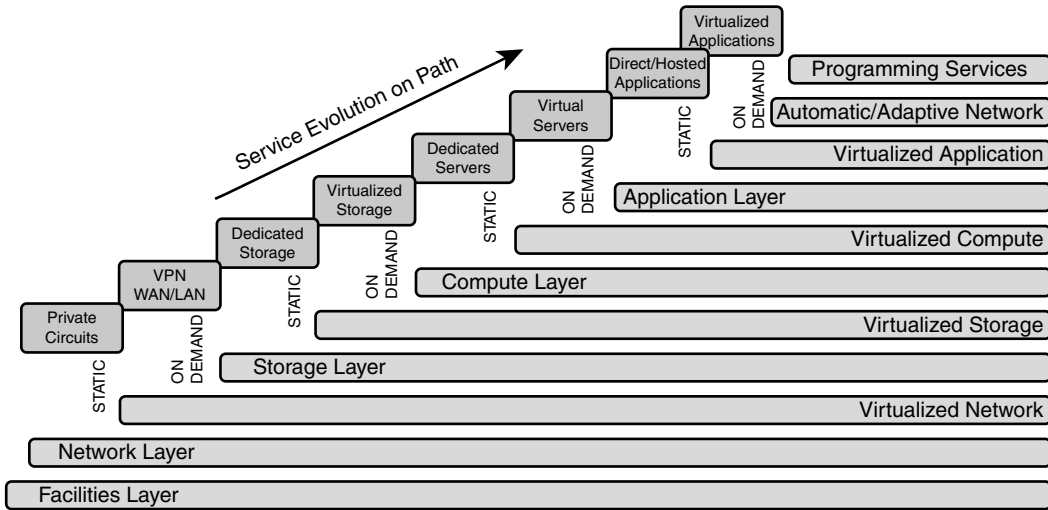 Virtualized
Applications
Direct/Hosted
Applications
Programming Services
Service Evolution on Path
ON
DEMAND
Virtual
Servers
STATIC
Automatic/Adaptive Network
Dedicated
Servers
ON
DEMAND
Virtualized Application
Virtualized
Storage
STATIC
Application Layer
Dedicated
Storage
ON
DEMAND
Virtualized Compute
VPN
WAN/LAN
STATIC
Compute Layer
Private
Circuits
ON
DEMAND
Virtualized Storage
STATIC
Storage Layer
Virtualized Network
Network Layer
Facilities Layer